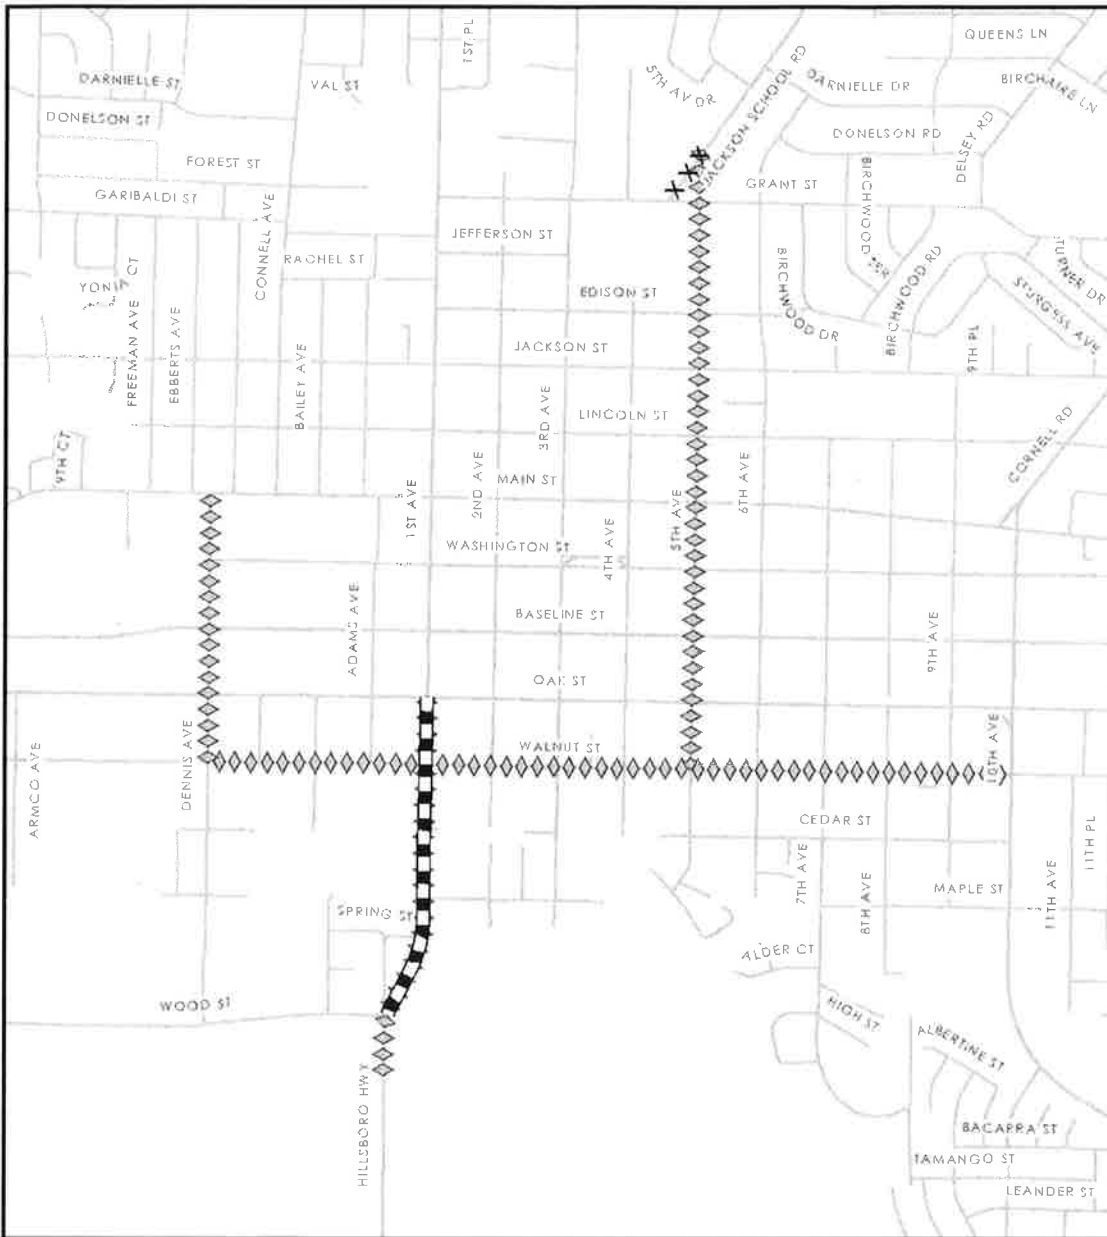 QUEENS LN
1ST PL
5TH AV DR
JACKSON SCHOOL RD
DARNIELLE ST
VAL ST
DARNIELLE DR
BIRCHAIRE LN
DONELSON ST
DONELSON RD
DELSEY RD
FOREST ST
GARIBALDI ST
GRANT ST
CONNELL AVE
JEFFERSON ST
RACHEL ST
BIRCHWOOD
BIRCHWOOD RD
BIRCHWOOD DR
TURNER DR
STURGESS AVE
EDISON ST
FREEMAN AVE
CT
EBBERTS AVE
BAILEY AVE
JACKSON ST
9TH PL
3RD AVE
LINCOLN ST
CORNELL RD
9TH CT
1ST AVE
2ND AVE
MAIN ST
5TH AVE
6TH AVE
WASHINGTON ST
4TH AVE
ADAMS AVE
BASELINE ST
9TH AVE
OAK ST
WALNUT ST
10TH AVE
ARMCO AVE
DENNIS AVE
CEDAR ST
11TH PL
7TH AVE
8TH AVE
MAPLE ST
11TH AVE
SPRING ST
ALDER CT
WOOD ST
HIGH ST
ALBERTINE ST
HILLSBORO HWY
BACARRA ST
TAMANGO ST
LEANDER ST